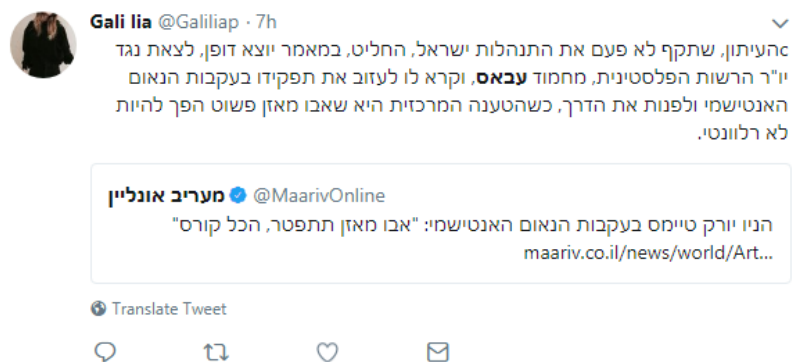 Gali lia @Galiliap · 7h
cהעיתון, שתקף לא פעם את התנהלות ישראל, החליט, במאמר יוצא דופן, לצאת נגד
יו"ר הרשות הפלסטינית, מחמוד עבאס, וקרא לו לעזוב את תפקידו בעקבות הנאום
האנטישמי ולפנות את הדרך, כשהטענה המרכזית היא שאבו מאזן פשוט הפך להיות
לא רלוונטי.
מעריב אונליין @MaarivOnline
הניו יורק טיימס בעקבות הנאום האנטישמי: "אבו מאזן תתפטר, הכל קורס"
maariv.co.il/news/world/Art...
Translate Tweet